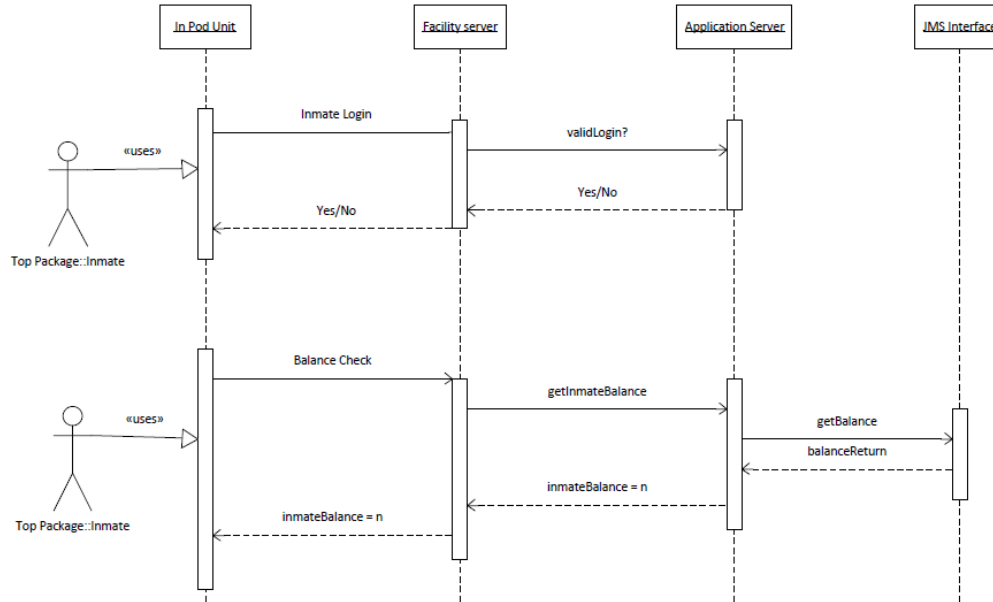 In Pod Unit
Facility server
Application Server
JMS Interface
Inmate Login
validLogin?
«uses»
Yes/No
Yes/No
Top Package::Inmate
Balance Check
getInmateBalance
«uses»
getBalance
balanceReturn
inmateBalance = n
inmateBalance = n
Top Package::Inmate